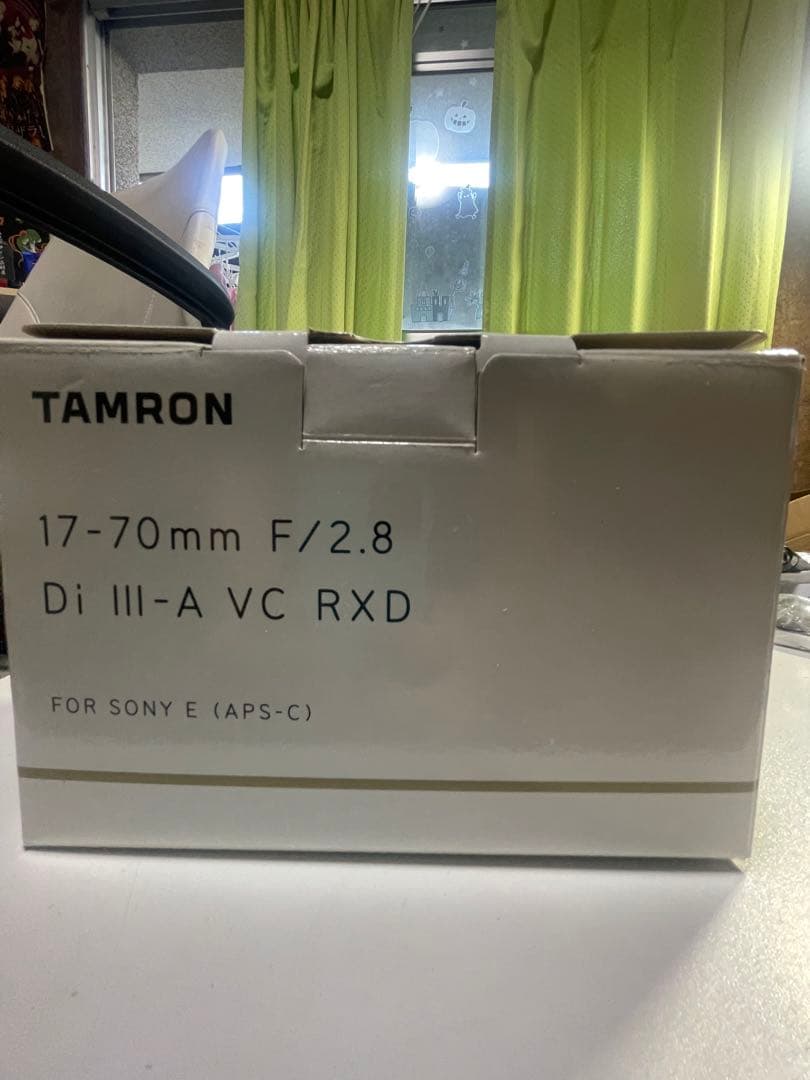 TAMRON
17-70mm F/2.8
Di III-A VC RXD
FOR SONY E (APS-C)